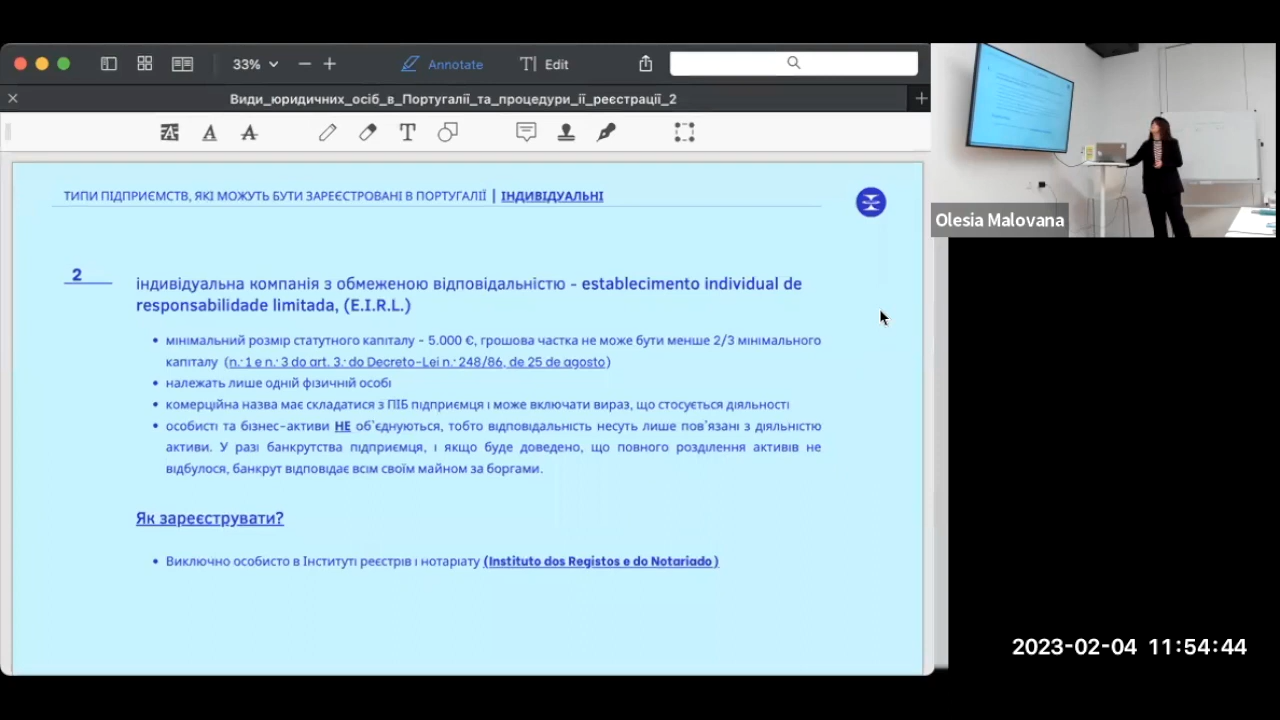 33%
Annotate
Edit
Види_юридичних_осіб_в_Португалії_та_процедури_ії_реєстрації_2
ТИПИ ПІДПРИЄМСТВ, ЯКІ МОЖУТЬ БУТИ ЗАРЕЄСТРОВАНІ В ПОРТУГАЛІЇ | ІНДИВІДУАЛЬНІ
2
індивідуальна компанія з обмеженою відповідальністю - establecimento individual de
responsabilidade limitada, (E.I.R.L.)
• мінімальний розмір статутного капіталу - 5.000 €, грошова частка не може бути менше 2/3 мінімального
капіталу (n.º 1 e n.º 3 do art. 3.º do Decreto-Lei n.º 248/86, de 25 de agosto)
• належать лише одній фізичній особі
• комерційна назва має складатися з ПІБ підприємця і може включати вираз, що стосується діяльності
• особисті та бізнес-активи НЕ об'єднуються, тобто відповідальність несуть лише пов'язані з діяльністю
активи. У разі банкрутства підприємця, і якщо буде доведено, що повного розділення активів не
відбулося, банкрут відповідає всім своїм майном за боргами.
Як зареєструвати?
• Виключно особисто в Інституті реєстрів і нотаріату (Instituto dos Registos e do Notariado)
Olesia Malovana
2023-02-04 11:54:44